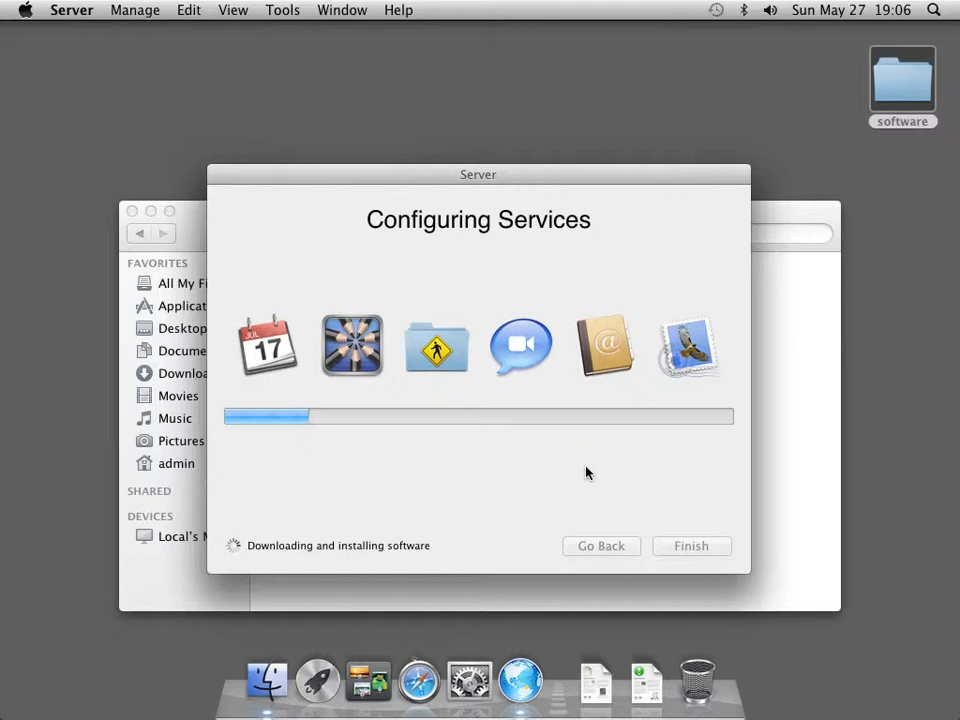 Server Manage Edit View Tools Window Help Sun May 27 19:06
software
Server
Configuring Services
FAVORITES
All My Fi
Applicat
JUL
17
@
Desktop
Docume
Downloa
Movies
Music
Pictures
admin
SHARED
DEVICES
Local's M
Downloading and installing software
Go Back
Finish